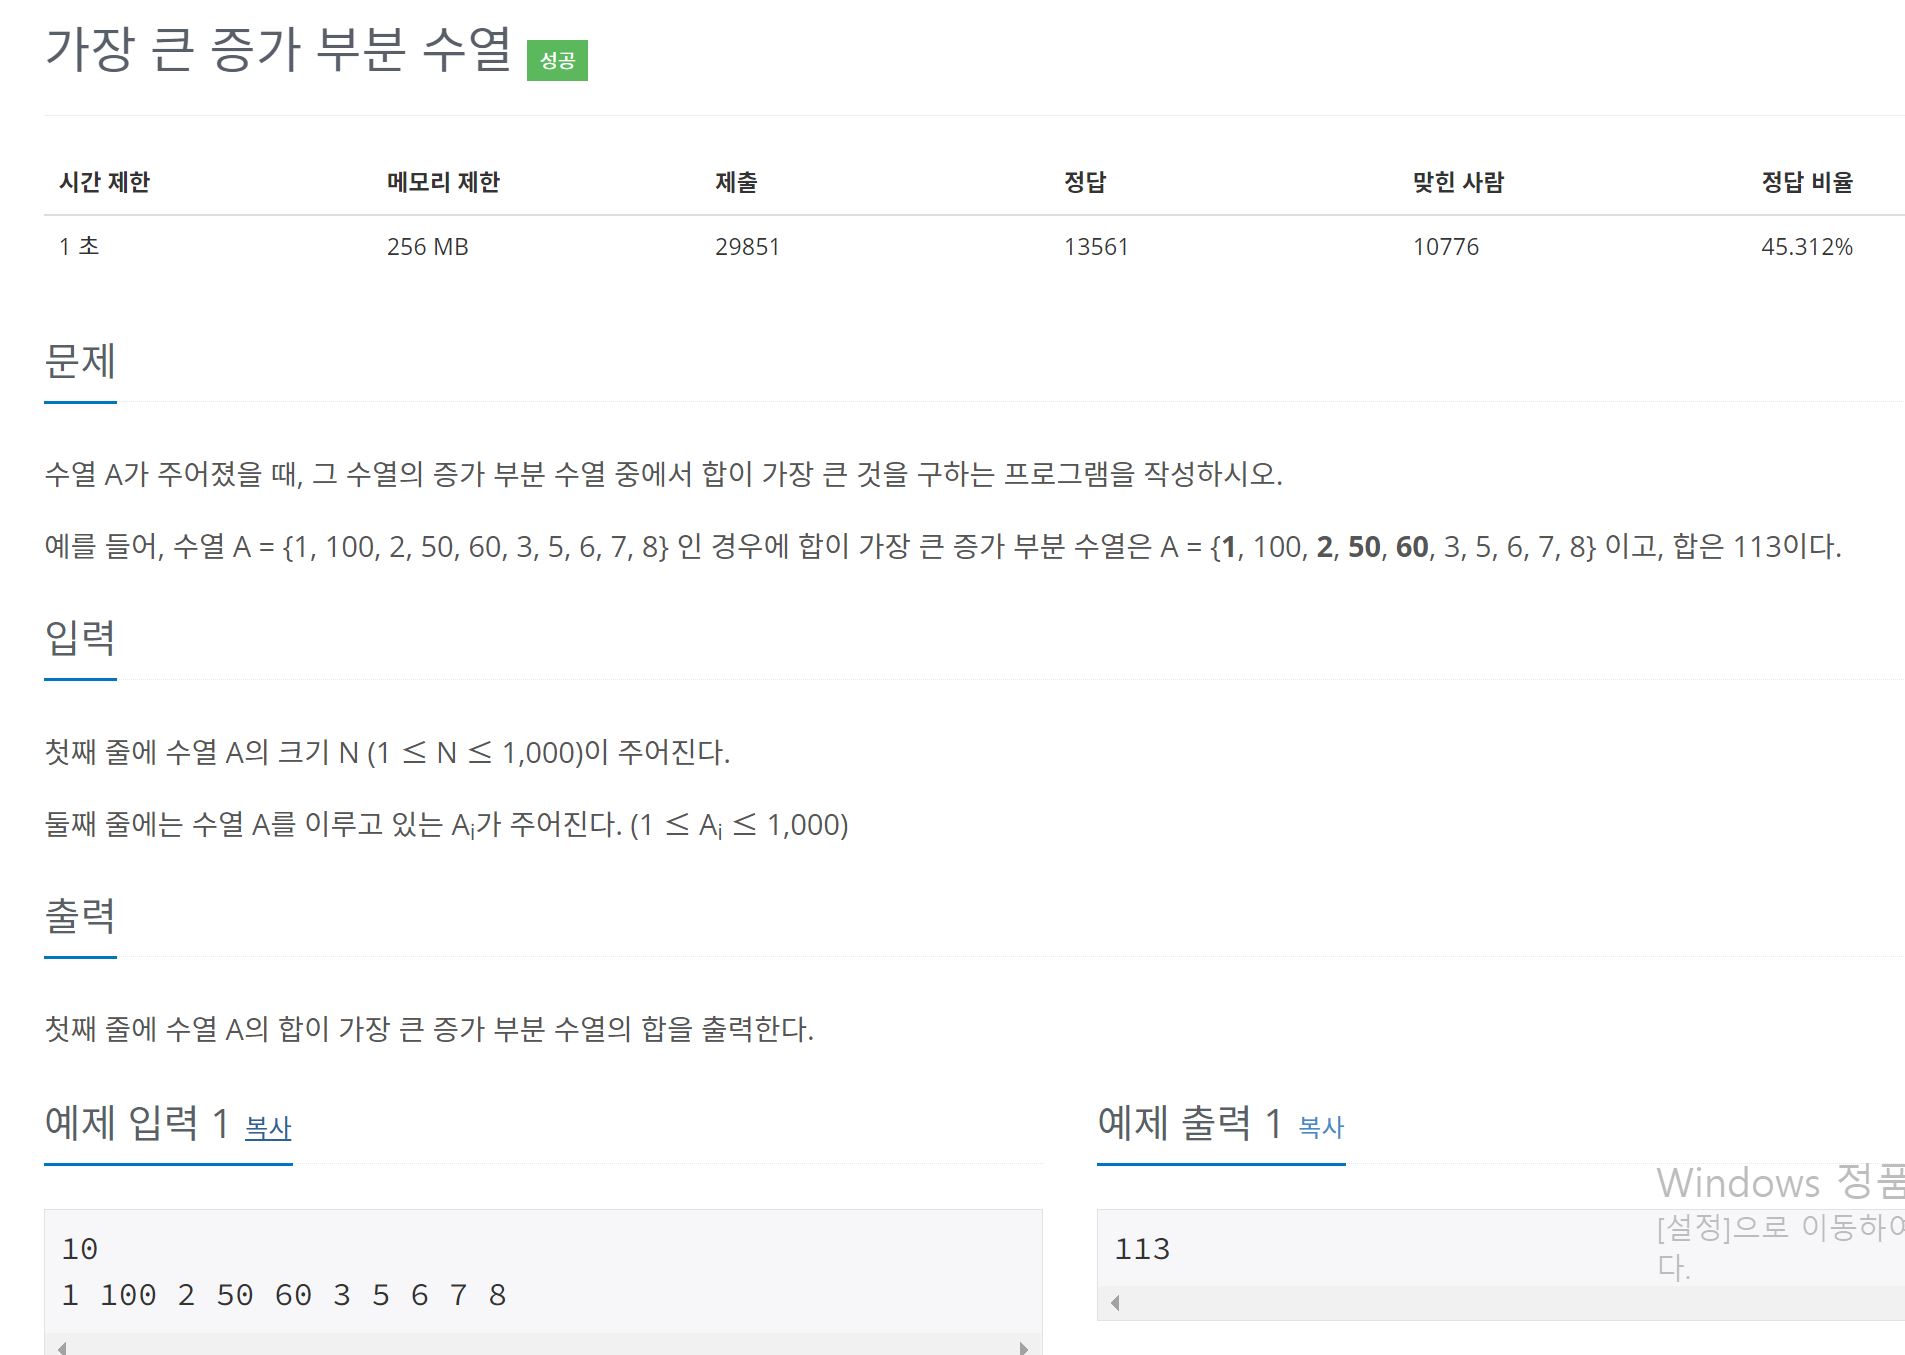 가장 큰 증가 부분 수열 성공
시간 제한 메모리 제한 제출 정답 맞힌 사람 정답 비율
1 초 256 MB 29851 13561 10776 45.312%
문제
수열 A가 주어졌을 때, 그 수열의 증가 부분 수열 중에서 합이 가장 큰 것을 구하는 프로그램을 작성하시오.
예를 들어, 수열 A = {1, 100, 2, 50, 60, 3, 5, 6, 7, 8} 인 경우에 합이 가장 큰 증가 부분 수열은 A = {1, 100, 2, 50, 60, 3, 5, 6, 7, 8} 이고, 합은 113이다.
입력
첫째 줄에 수열 A의 크기 N (1 ≤ N ≤ 1,000)이 주어진다.
둘째 줄에는 수열 A를 이루고 있는 Ai가 주어진다. (1 ≤ Ai ≤ 1,000)
출력
첫째 줄에 수열 A의 합이 가장 큰 증가 부분 수열의 합을 출력한다.
예제 입력 1 복사
10
1 100 2 50 60 3 5 6 7 8
예제 출력 1 복사
113
Windows 정품
[설정]으로 이동하여
다.